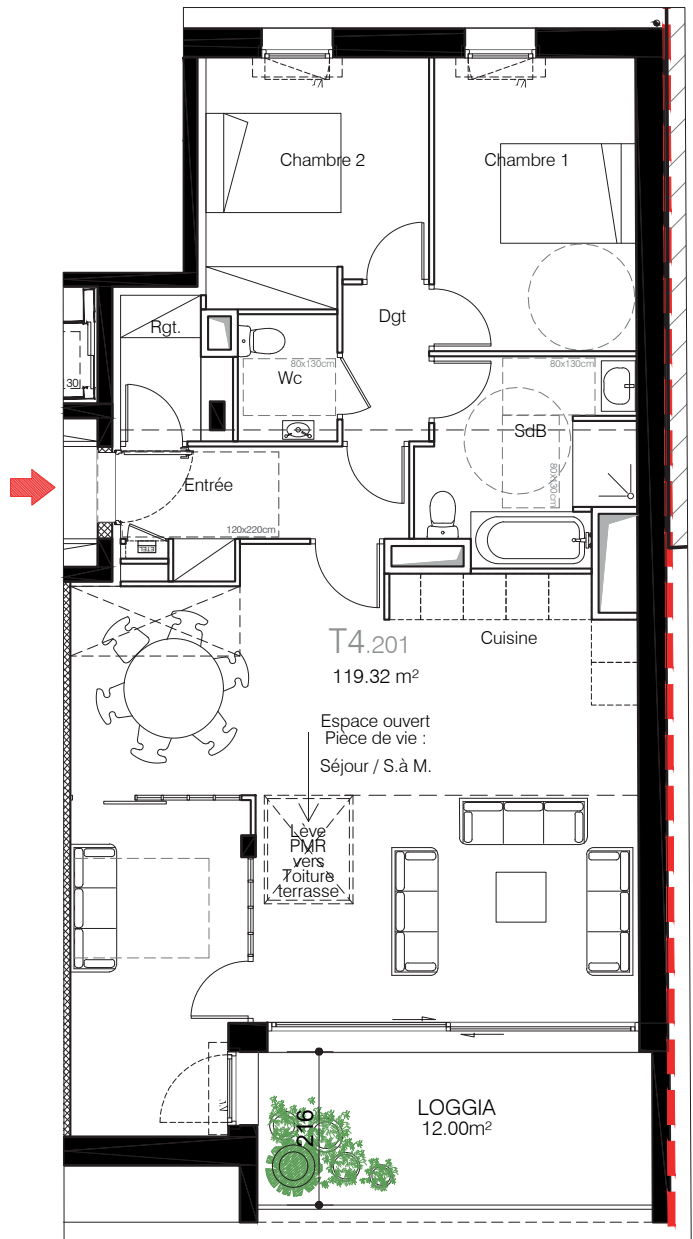 Chambre 2
Chambre 1
Dgt
Rgt.
Wc
80x130cm
80x130cm
30
SdB
80x130cm
Entrée
120x220cm
ETEL
Cuisine
T4.201
119.32 m²
Espace ouvert
Pièce de vie :
Séjour / S.à M.
Lève
PMR
vers
Toiture
terrasse
LOGGIA
12.00m²
216